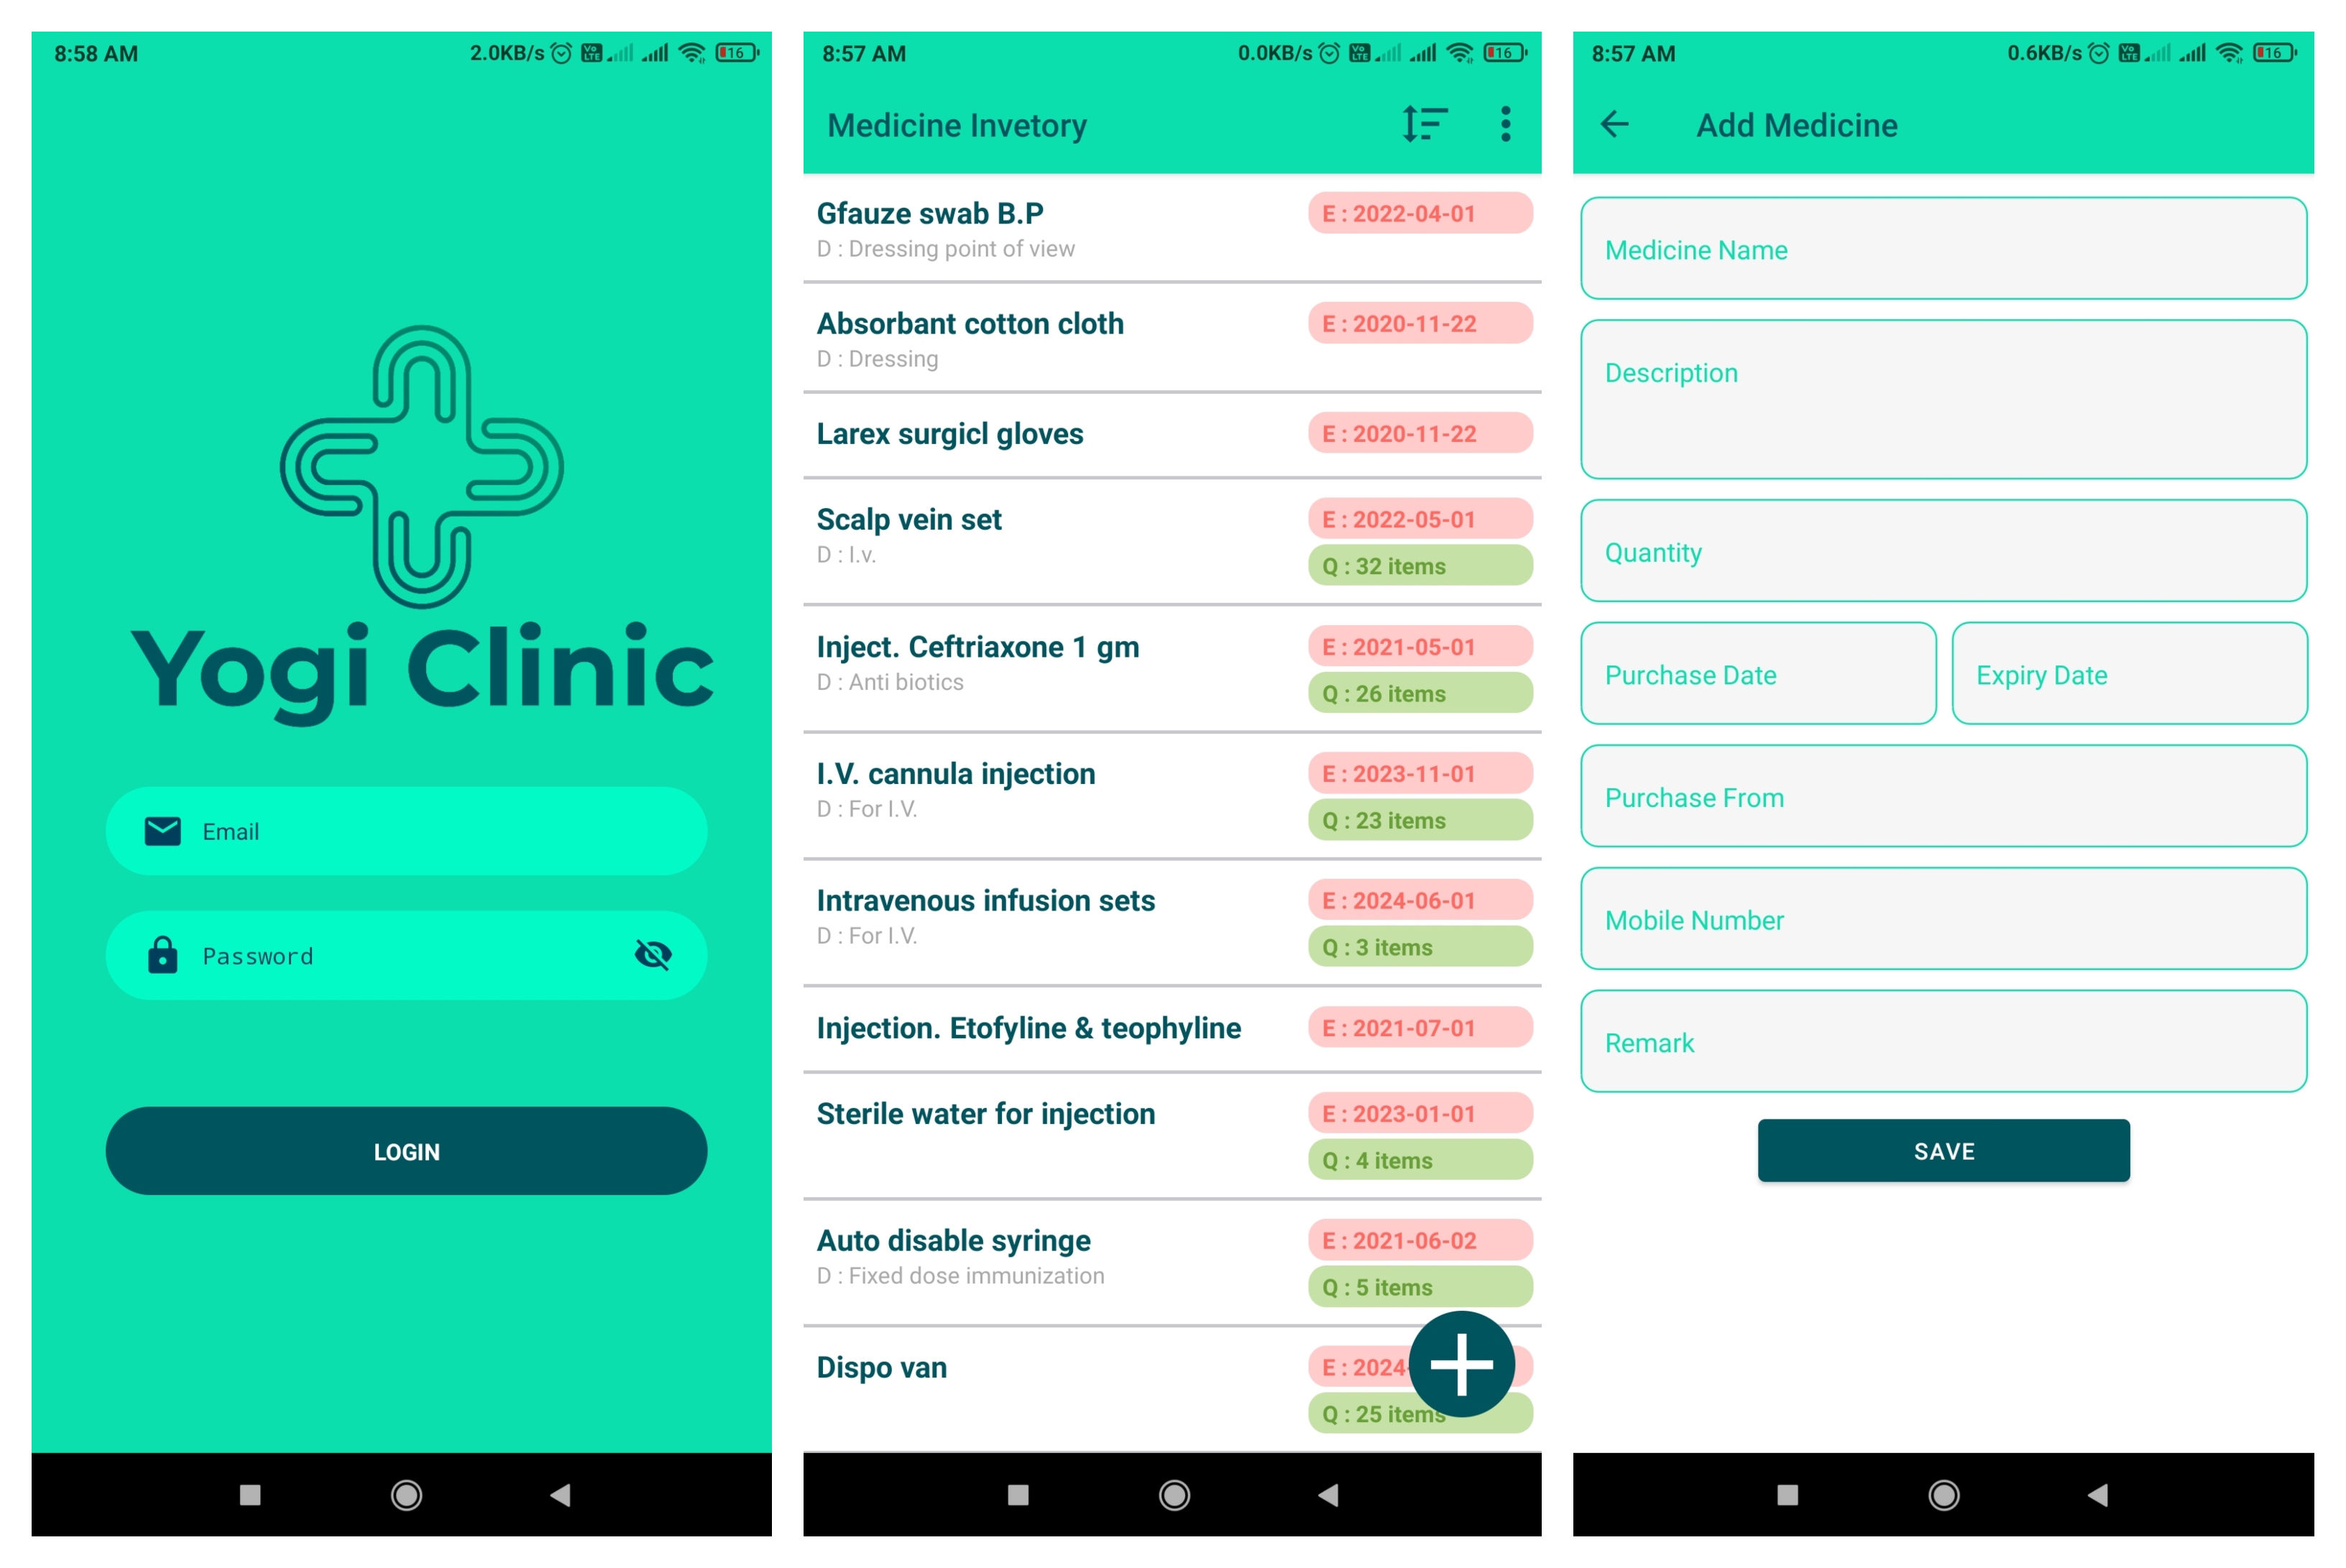 8:58 AM
2.0KB/s
Vo LTE
16
Yogi Clinic
Email
Password
LOGIN
8:57 AM
0.0KB/s
Vo LTE
16
Medicine Invetory
Gfauze swab B.P
E : 2022-04-01
D : Dressing point of view
Absorbant cotton cloth
E : 2020-11-22
D : Dressing
Larex surgicl gloves
E : 2020-11-22
Scalp vein set
E : 2022-05-01
D : I.v.
Q : 32 items
Inject. Ceftriaxone 1 gm
E : 2021-05-01
D : Anti biotics
Q : 26 items
I.V. cannula injection
E : 2023-11-01
D : For I.V.
Q : 23 items
Intravenous infusion sets
E : 2024-06-01
D : For I.V.
Q : 3 items
Injection. Etofyline & teophyline
E : 2021-07-01
Sterile water for injection
E : 2023-01-01
Q : 4 items
Auto disable syringe
E : 2021-06-02
D : Fixed dose immunization
Q : 5 items
Dispo van
E : 2024-
Q : 25 items
8:57 AM
0.6KB/s
Vo LTE
16
Add Medicine
Medicine Name
Description
Quantity
Purchase Date
Expiry Date
Purchase From
Mobile Number
Remark
SAVE